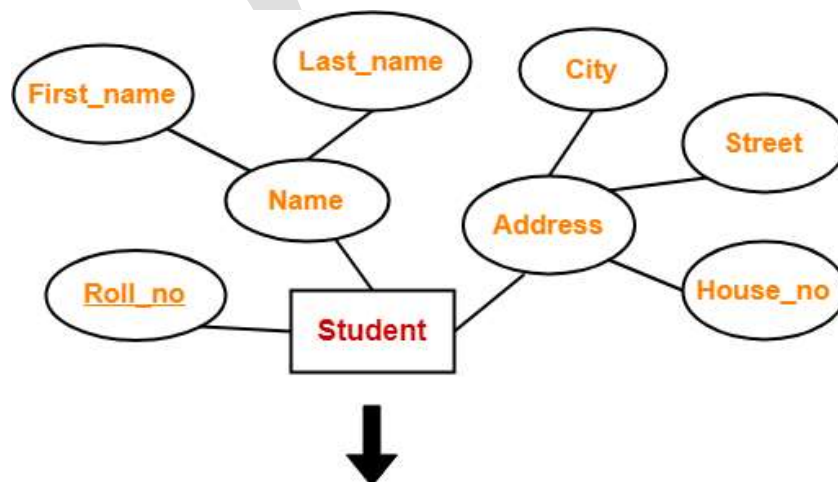 Last_name
City
First_name
Street
Name
Address
Roll_no
House_no
Student